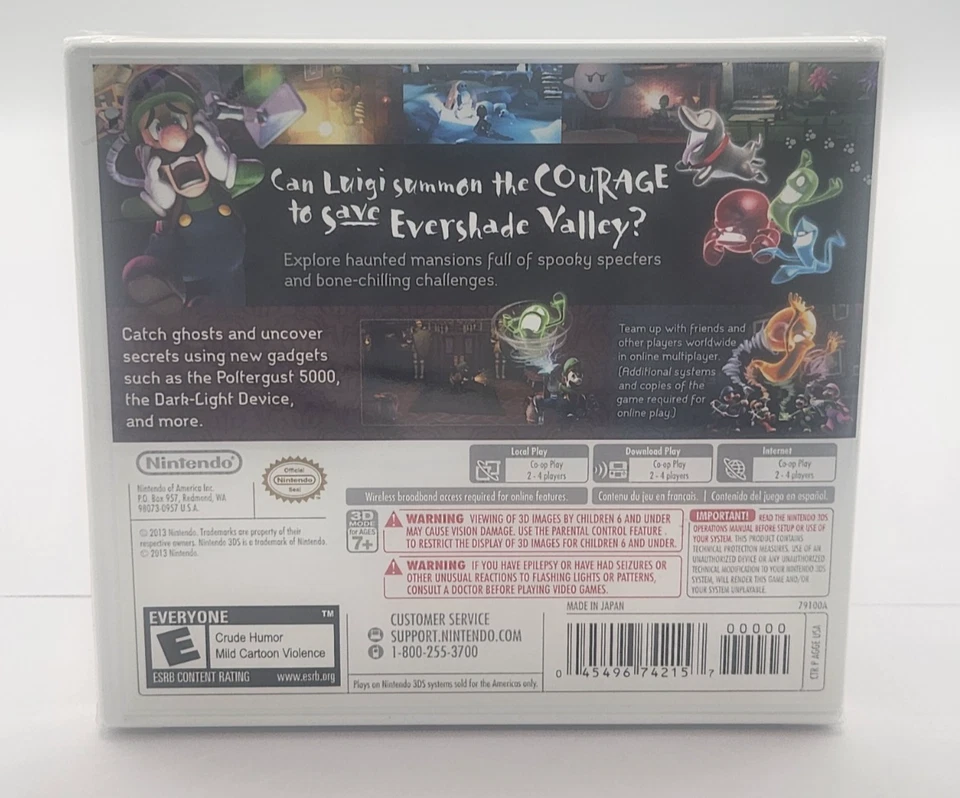 Can Luigi summon the COURAGE
to save Evershade Valley?
Explore haunted mansions full of spooky specters
and bone-chilling challenges.
Catch ghosts and uncover
secrets using new gadgets
such as the Poltergust 5000,
the Dark-Light Device,
and more.
Team up with friends and
other players worldwide
in online multiplayer.
(Additional systems
and copies of the
game required for
online play.)
Nintendo
Official
Nintendo
Seal
Nintendo of America Inc.
P.O. Box 957, Redmond, WA
98073-0957 U.S.A.
Local Play
Co-op Play
2 - 4 players
Download Play
Co-op Play
2 - 4 players
Internet
Co-op Play
2 - 4 players
Wireless broadband access required for online features.
Contenu du jeu en français. | Contenido del juego en español.
© 2013 Nintendo. Trademarks are property of their
respective owners. Nintendo 3DS is a trademark of Nintendo.
© 2013 Nintendo.
3D
MODE
for AGES
7+
WARNING VIEWING OF 3D IMAGES BY CHILDREN 6 AND UNDER
MAY CAUSE VISION DAMAGE. USE THE PARENTAL CONTROL FEATURE
TO RESTRICT THE DISPLAY OF 3D IMAGES FOR CHILDREN 6 AND UNDER.
WARNING IF YOU HAVE EPILEPSY OR HAVE HAD SEIZURES OR
OTHER UNUSUAL REACTIONS TO FLASHING LIGHTS OR PATTERNS,
CONSULT A DOCTOR BEFORE PLAYING VIDEO GAMES.
IMPORTANT! READ THE NINTENDO 3DS
OPERATIONS MANUAL BEFORE SETUP OR USE OF
YOUR SYSTEM. THIS PRODUCT CONTAINS
TECHNICAL PROTECTION MEASURES. USE OF AN
UNAUTHORIZED DEVICE OR ANY UNAUTHORIZED
TECHNICAL MODIFICATION TO YOUR NINTENDO 3DS
SYSTEM, WILL RENDER THIS GAME AND/OR
YOUR SYSTEM UNPLAYABLE.
EVERYONE ™
E
Crude Humor
Mild Cartoon Violence
ESRB CONTENT RATING www.esrb.org
CUSTOMER SERVICE
SUPPORT.NINTENDO.COM
1-800-255-3700
Plays on Nintendo 3DS systems sold for the Americas only.
MADE IN JAPAN
79100A
00000
0 45496 74215 7
CTR P AGGE USA